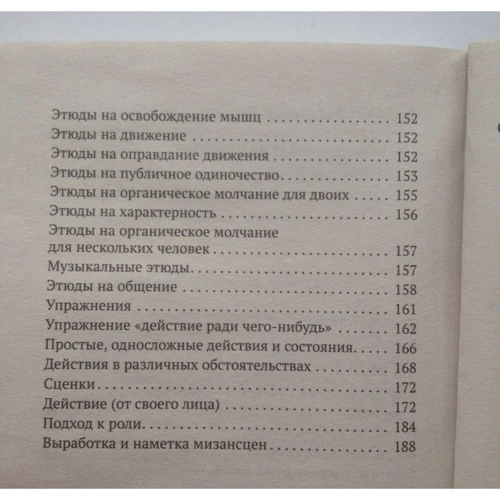 Этюды на освобождение мышц .................... 152
Этюды на движение ................................. 152
Этюды на оправдание движения ................... 152
Этюды на публичное одиночество ................. 153
Этюды на органическое молчание для двоих ...... 155
Этюды на характерность ............................ 156
Этюды на органическое молчание
для нескольких человек ............................. 157
Музыкальные этюды ................................. 157
Этюды на общение ................................... 158
Упражнения .......................................... 161
Упражнение «действие ради чего-нибудь» ......... 162
Простые, односложные действия и состояния ..... 166
Действия в различных обстоятельствах ............ 168
Сценки ................................................ 172
Действие (от своего лица) ........................... 172
Подход к роли ........................................ 184
Выработка и наметка мизансцен ................... 188